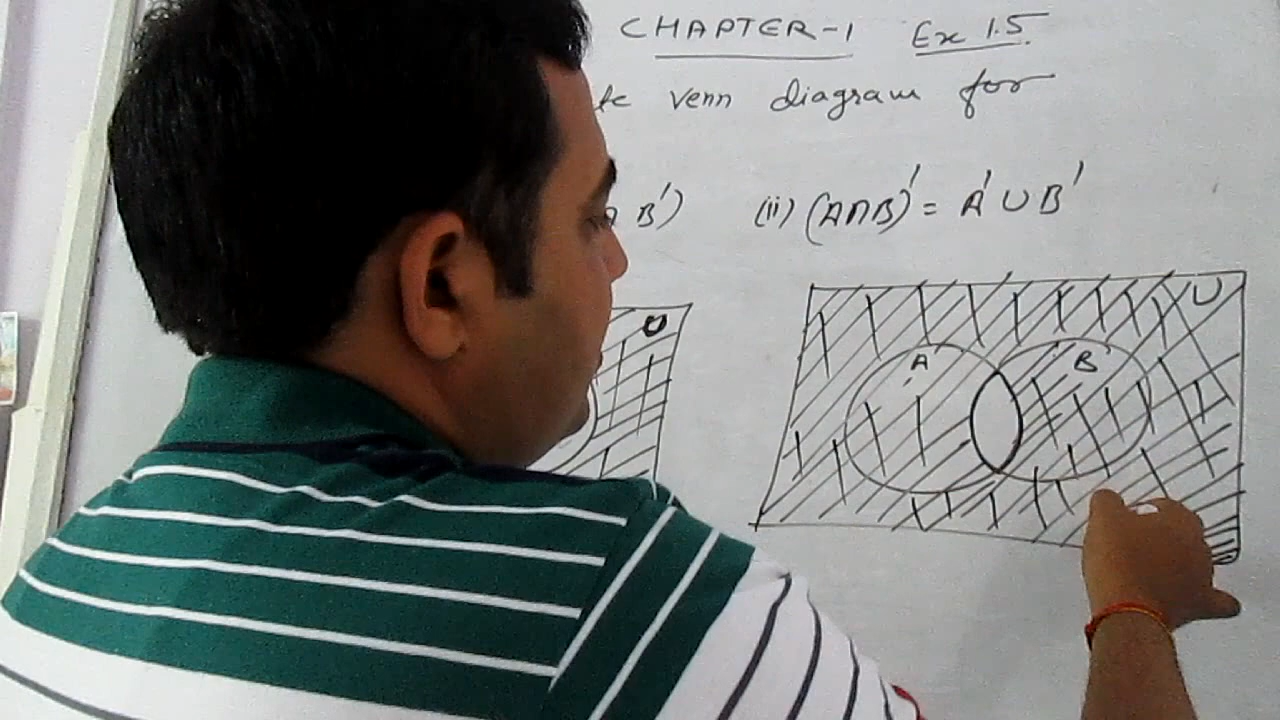 CHAPTER-1 Ex 1.5
venn diagram for
B') (ii) (A∩B)' = A' ∪ B'
U U
A B